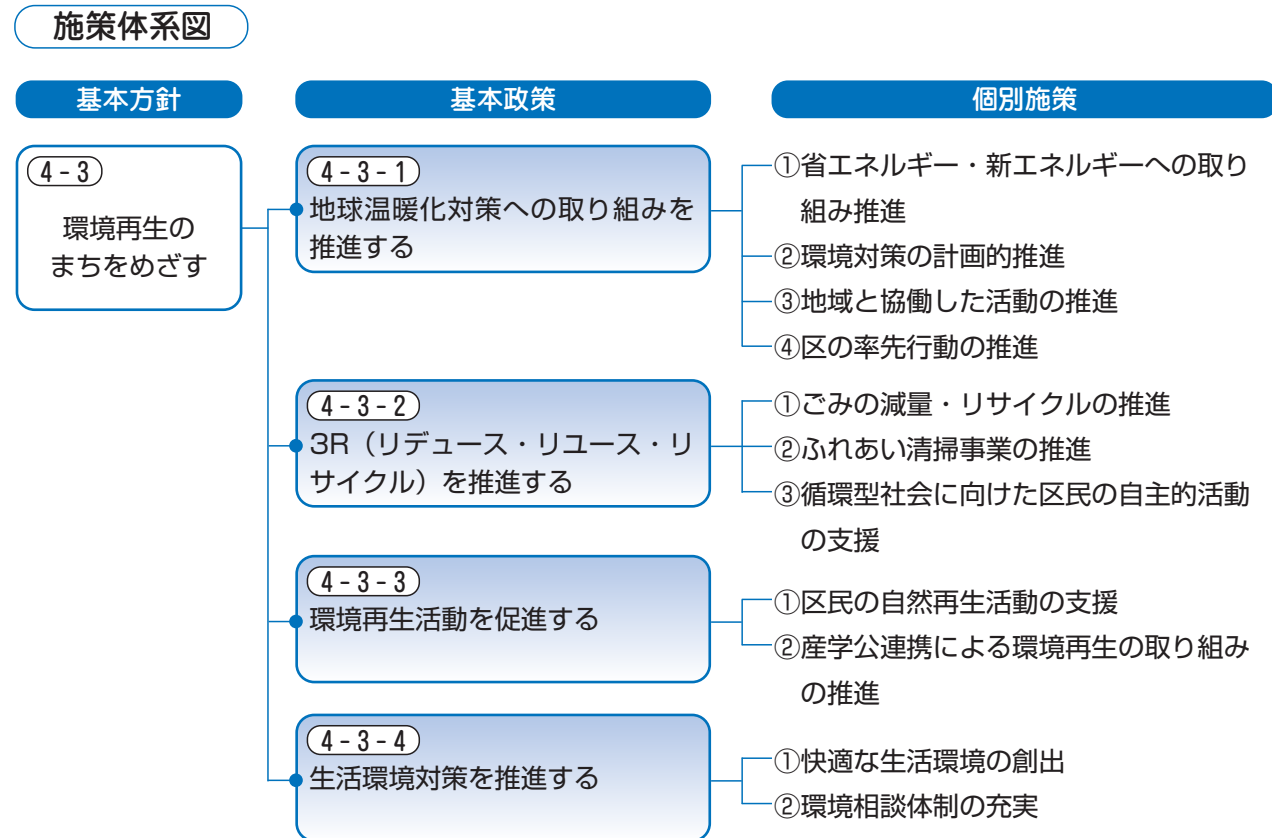 施策体系図
基本方針
基本政策
個別施策
4-3
環境再生の
まちをめざす
4-3-1
地球温暖化対策への取り組みを
推進する
①省エネルギー・新エネルギーへの取り
組み推進
②環境対策の計画的推進
③地域と協働した活動の推進
④区の率先行動の推進
4-3-2
3R（リデュース・リユース・リ
サイクル）を推進する
①ごみの減量・リサイクルの推進
②ふれあい清掃事業の推進
③循環型社会に向けた区民の自主的活動
の支援
4-3-3
環境再生活動を促進する
①区民の自然再生活動の支援
②産学公連携による環境再生の取り組み
の推進
4-3-4
生活環境対策を推進する
①快適な生活環境の創出
②環境相談体制の充実